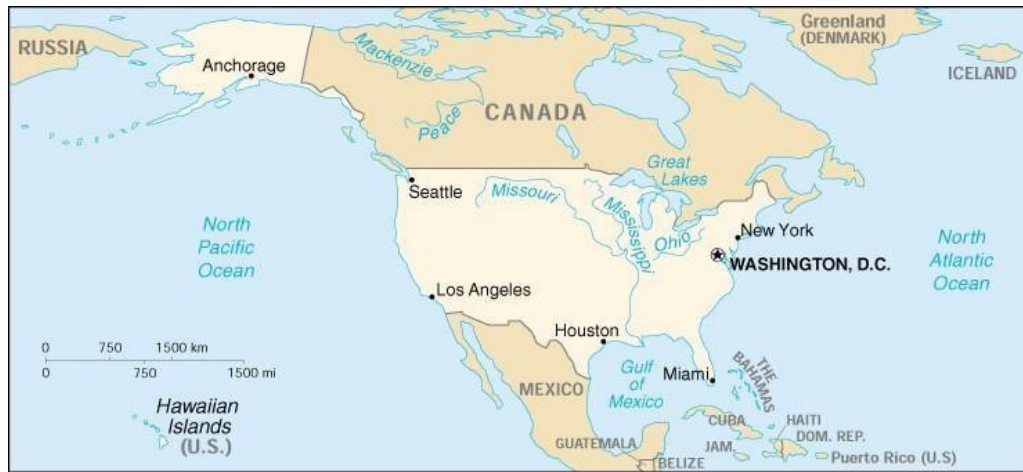 RUSSIA
Anchorage
Mackenzie
Greenland
(DENMARK)
ICELAND
CANADA
Peace
Great
Lakes
Seattle
Missouri
Mississippi
Ohio
New York
WASHINGTON, D.C.
North
Pacific
Ocean
North
Atlantic
Ocean
Los Angeles
Houston
Miami
Gulf
of
Mexico
THE
BAHAMAS
0 750 1500 km
0 750 1500 mi
MEXICO
Hawaiian
Islands
(U.S.)
CUBA
HAITI
DOM. REP.
GUATEMALA
JAM.
Puerto Rico (U.S)
BELIZE